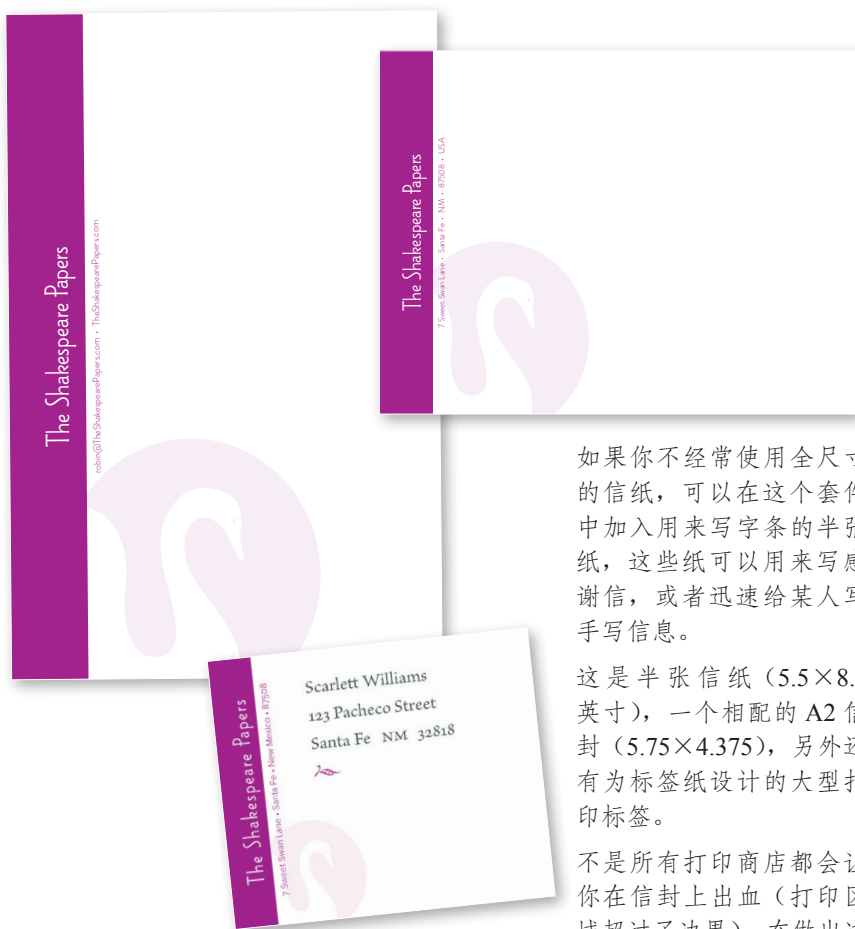 The Shakespeare Papers
robin@TheShakespearePapers.com • TheShakespearePapers.com
The Shakespeare Papers
7 Sweet Swan Lane • Santa Fe • NM • 87508 • USA
The Shakespeare Papers
7 Sweet Swan Lane • Santa Fe • New Mexico • 87508
Scarlett Williams
123 Pacheco Street
Santa Fe NM 32818
如果你不经常使用全尺寸
的信纸，可以在这个套件
中加入用来写字条的半张
纸，这些纸可以用来写感
谢信，或者迅速给某人写
手写信息。
这是半张信纸（5.5×8.
英寸），一个相配的 A2 信
封（5.75×4.375），另外还
有为标签纸设计的大型打
印标签。
不是所有打印商店都会让
你在信封上出血（打印区